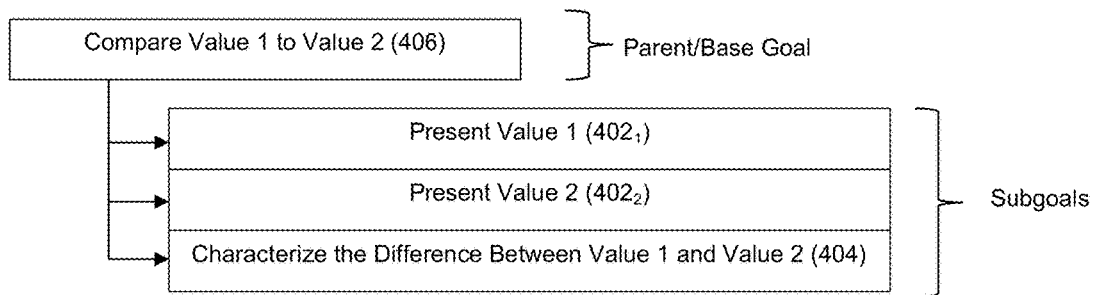 Compare Value 1 to Value 2 (406)
Parent/Base Goal
Present Value 1 (402₁)
Present Value 2 (402₂)
Subgoals
Characterize the Difference Between Value 1 and Value 2 (404)